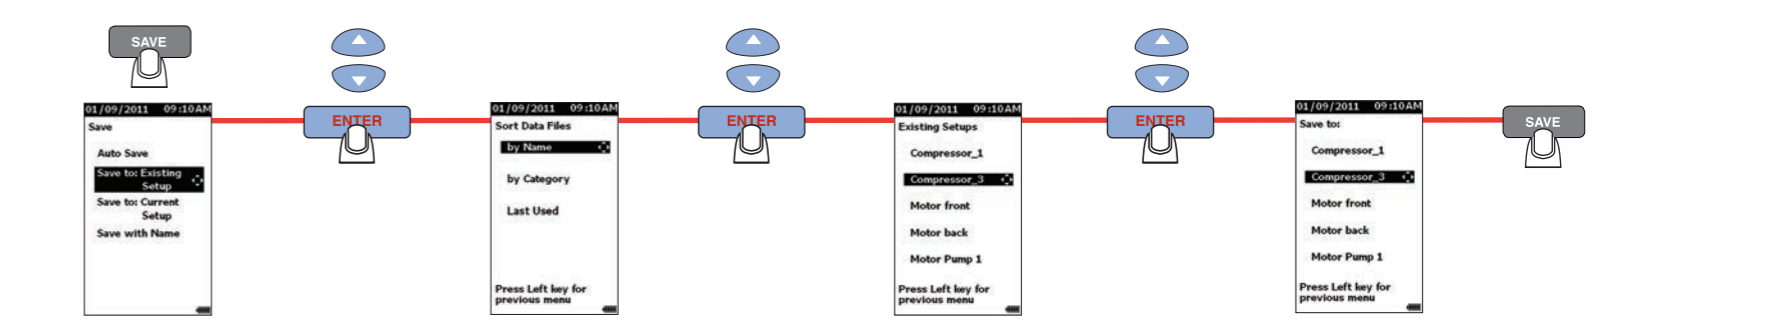 SAVE
01/09/2011 09:10AM
Save
Auto Save
Save to: Existing
Setup
Save to: Current
Setup
Save with Name
ENTER
01/09/2011 09:10AM
Sort Data Files
by Name
by Category
Last Used
Press Left key for
previous menu
ENTER
01/09/2011 09:10AM
Existing Setups
Compressor_1
Compressor_3
Motor front
Motor back
Motor Pump 1
Press Left key for
previous menu
ENTER
01/09/2011 09:10AM
Save to:
Compressor_1
Compressor_3
Motor front
Motor back
Motor Pump 1
Press Left key for
previous menu
SAVE